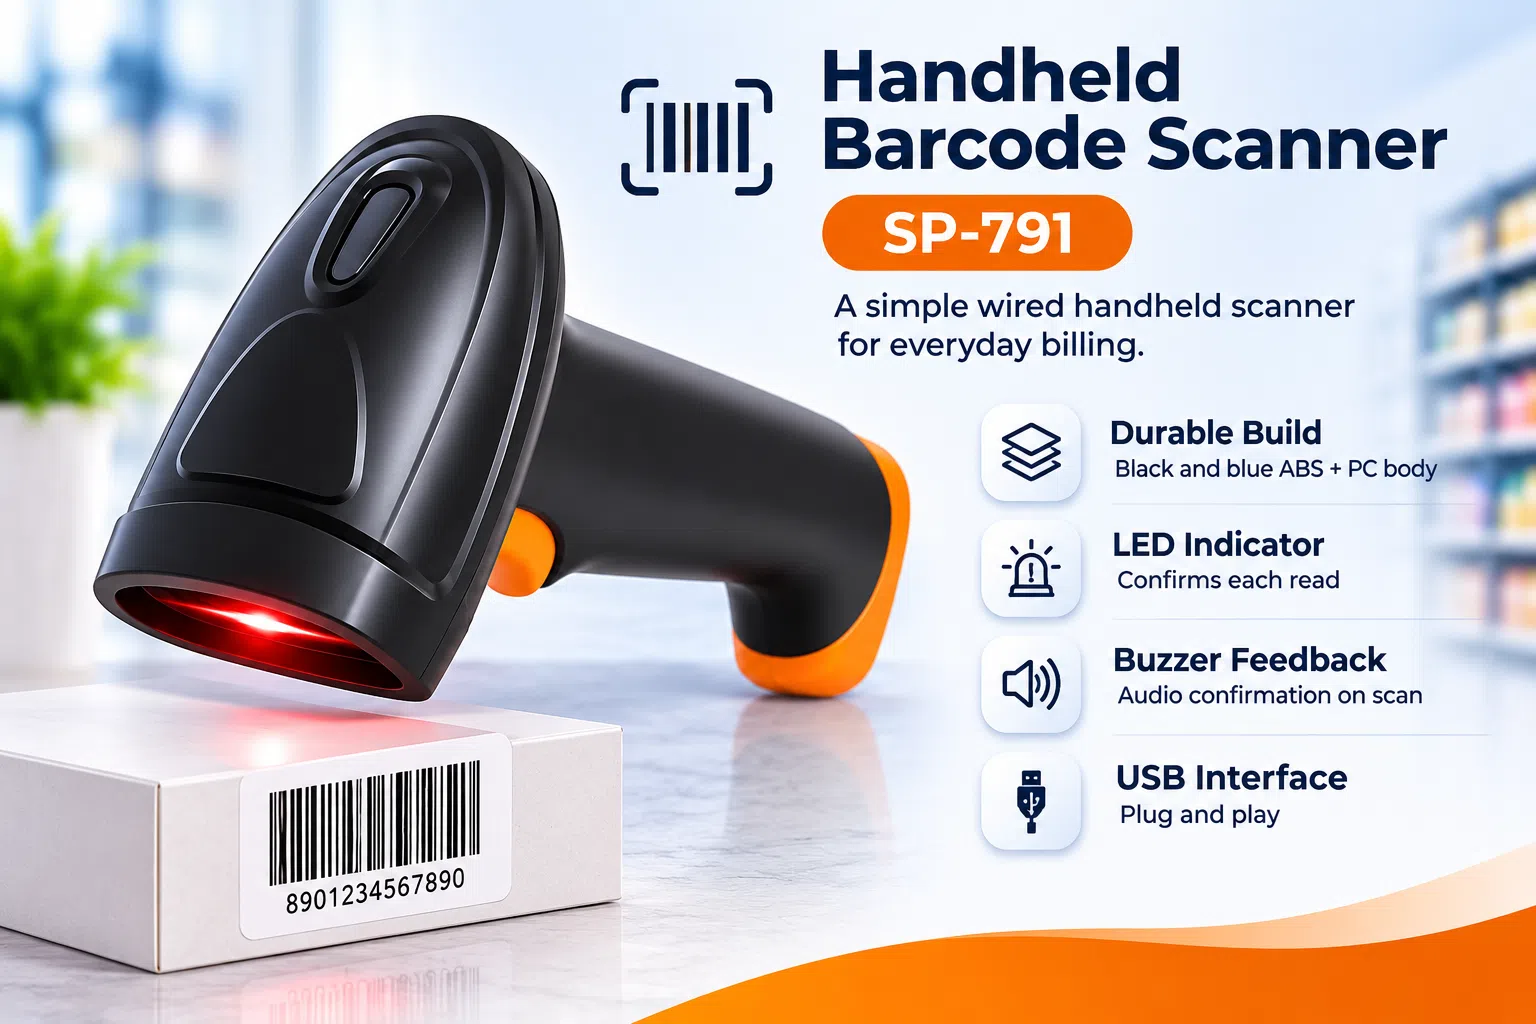 Handheld
Barcode Scanner
SP-791
A simple wired handheld scanner
for everyday billing.
Durable Build
Black and blue ABS + PC body
LED Indicator
Confirms each read
Buzzer Feedback
Audio confirmation on scan
USB Interface
Plug and play
8901234567890